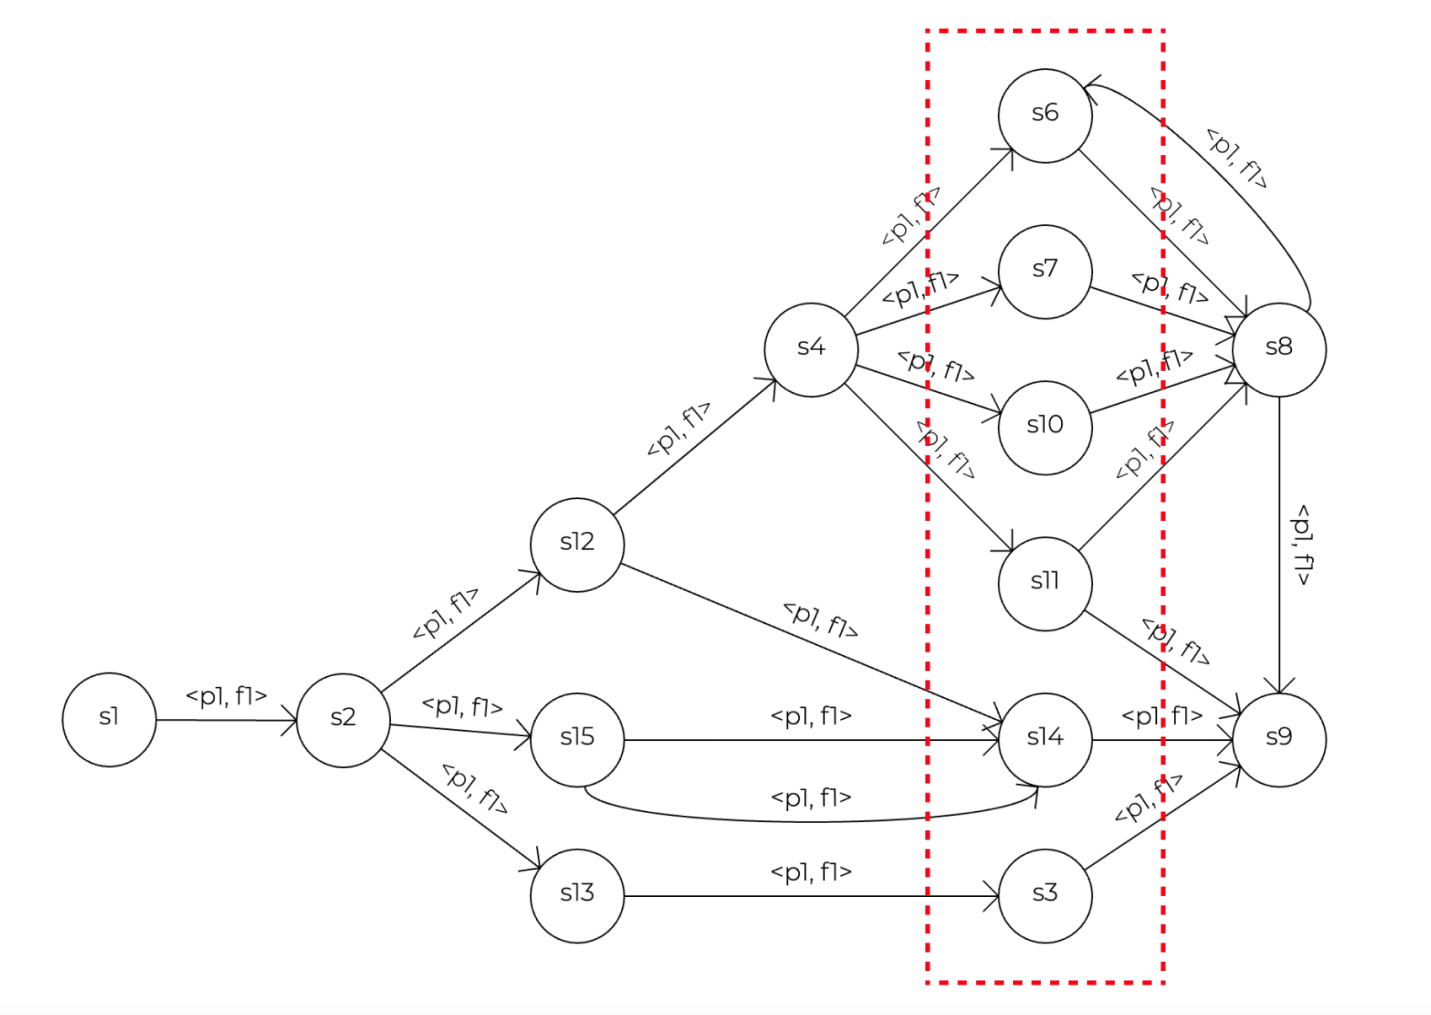 s6
<p1, f1>
<p1, f1>
<p1, f1>
s7
<p1, f1>
<p1, f1>
s4
s8
<p1, f1>
<p1, f1>
s10
<p1, f1>
<p1, f1>
<p1, f1>
s12
<p1, f1>
s11
<p1, f1>
<p1, f1>
<p1, f1>
s1
<p1, f1>
s2
<p1, f1>
s15
<p1, f1>
s14
<p1, f1>
s9
<p1, f1>
<p1, f1>
<p1, f1>
s13
<p1, f1>
s3